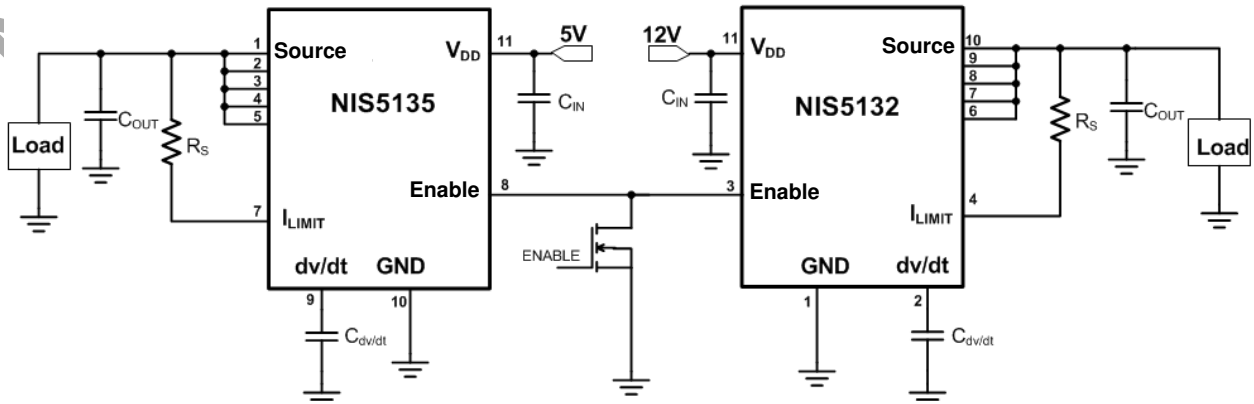 5V
12V
1
Source
VDD
11
11
VDD
Source
10
2
9
3
NIS5135
CIN
CIN
NIS5132
8
4
7
COUT
5
6
RS
RS
COUT
Load
Load
Enable
8
3
Enable
7
ILIMIT
ILIMIT
4
ENABLE
dv/dt
GND
GND
dv/dt
9
10
1
2
Cdv/dt
Cdv/dt